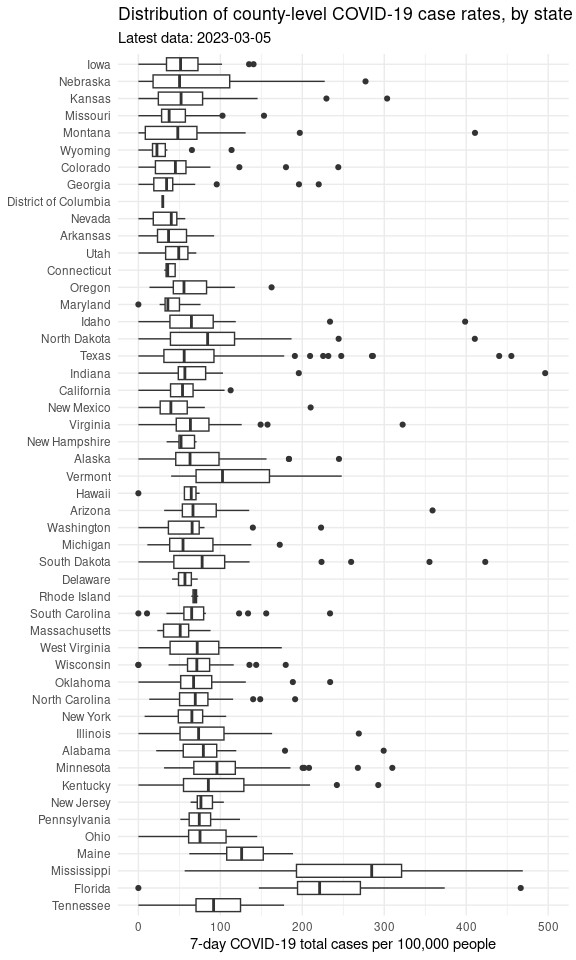 Distribution of county-level COVID-19 case rates, by state
Latest data: 2023-03-05
Iowa
Nebraska
Kansas
Missouri
Montana
Wyoming
Colorado
Georgia
District of Columbia
Nevada
Arkansas
Utah
Connecticut
Oregon
Maryland
Idaho
North Dakota
Texas
Indiana
California
New Mexico
Virginia
New Hampshire
Alaska
Vermont
Hawaii
Arizona
Washington
Michigan
South Dakota
Delaware
Rhode Island
South Carolina
Massachusetts
West Virginia
Wisconsin
Oklahoma
North Carolina
New York
Illinois
Alabama
Minnesota
Kentucky
New Jersey
Pennsylvania
Ohio
Maine
Mississippi
Florida
Tennessee
0 100 200 300 400 500
7-day COVID-19 total cases per 100,000 people